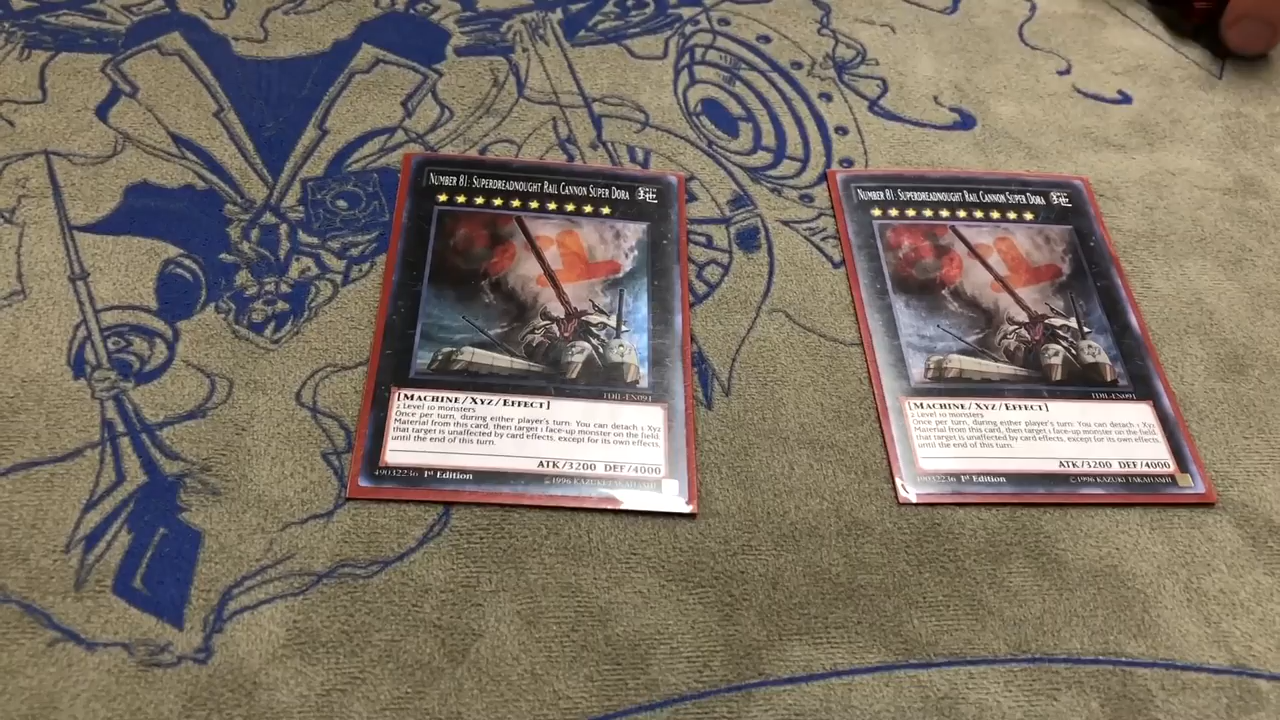 NUMBER 81: SUPERDREADNOUGHT RAIL CANNON SUPER DORA
81
TDIL-EN091
[MACHINE/XYZ/EFFECT]
2 Level 10 monsters
Once per turn, during either player's turn: You can detach 1 Xyz
Material from this card, then target 1 face-up monster on the field;
that target is unaffected by card effects, except for its own effects,
until the end of this turn.
ATK/3200 DEF/4000
49032236 1st Edition
©1996 KAZUKI TAKAHASHI
NUMBER 81: SUPERDREADNOUGHT RAIL CANNON SUPER DORA
81
TDIL-EN091
[MACHINE/XYZ/EFFECT]
2 Level 10 monsters
Once per turn, during either player's turn: You can detach 1 Xyz
Material from this card, then target 1 face-up monster on the field;
that target is unaffected by card effects, except for its own effects,
until the end of this turn.
ATK/3200 DEF/4000
49032236 1st Edition
©1996 KAZUKI TAKAHASHI